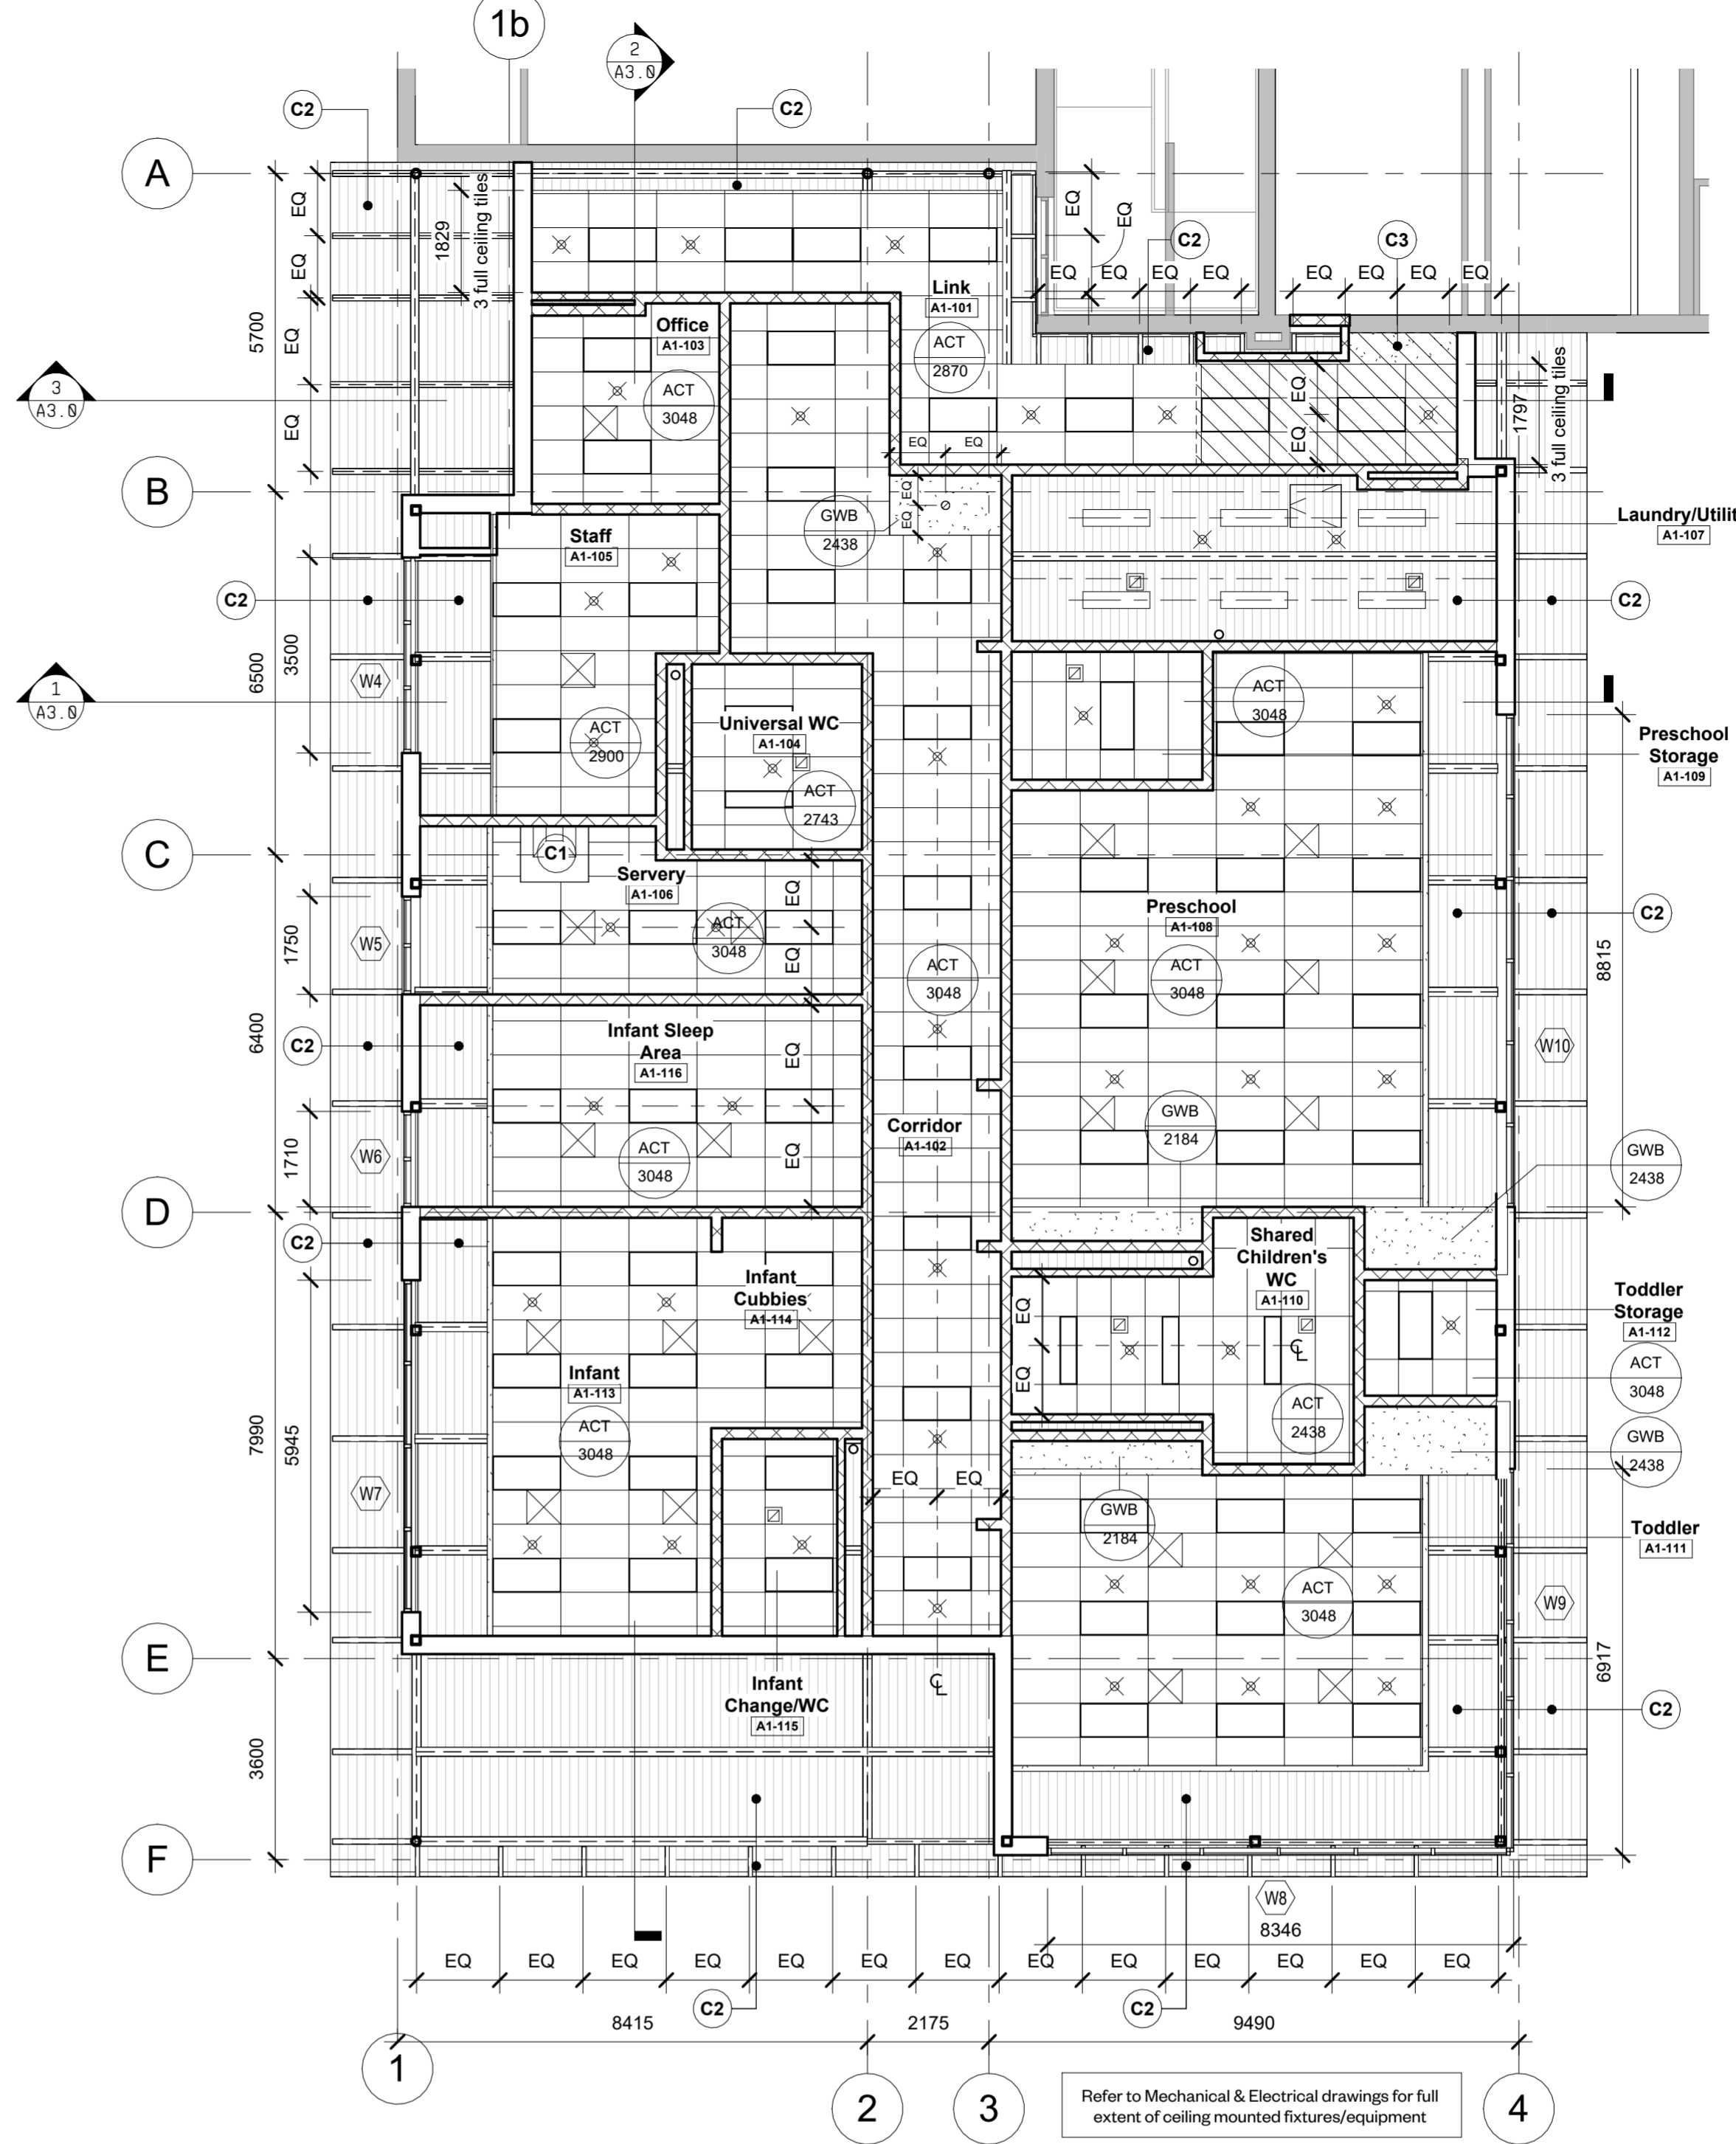 1b
2
A3.0
C2
C2
A
EQ
EQ
1829
3 full ceiling tiles
EQ
EQ
C2
C3
EQ
EQ
EQ
EQ
EQ
EQ
EQ
EQ
Link
A1-101
ACT
2870
Office
A1-103
ACT
3048
5700
EQ
EQ
3
A3.0
EQ
EQ
1797
3 full ceiling tiles
EQ
EQ
B
EQ
EQ
GWB
2438
Laundry/Utilit
A1-107
Staff
A1-105
C2
C2
6500
3500
W4
1
A3.0
ACT
2900
Universal WC
A1-104
ACT
2743
ACT
3048
Preschool
Storage
A1-109
C
C1
Servery
A1-106
EQ
ACT
3048
EQ
1750
W5
Preschool
A1-108
ACT
3048
C2
8815
ACT
3048
6400
C2
Infant Sleep
Area
A1-116
EQ
EQ
ACT
3048
1710
W6
W10
Corridor
A1-102
GWB
2184
GWB
2438
D
C2
Infant
Cubbies
A1-114
Shared
Children's
WC
A1-110
EQ
EQ
℄
ACT
2438
Toddler
Storage
A1-112
ACT
3048
GWB
2438
Infant
A1-113
ACT
3048
7990
5945
W7
EQ
EQ
GWB
2184
Toddler
A1-111
ACT
3048
W9
E
6917
Infant
Change/WC
A1-115
℄
C2
3600
F
W8
8346
EQ
EQ
EQ
EQ
EQ
EQ
EQ
EQ
EQ
EQ
EQ
EQ
EQ
C2
C2
8415
2175
9490
1
2
3
4
Refer to Mechanical & Electrical drawings for full
extent of ceiling mounted fixtures/equipment